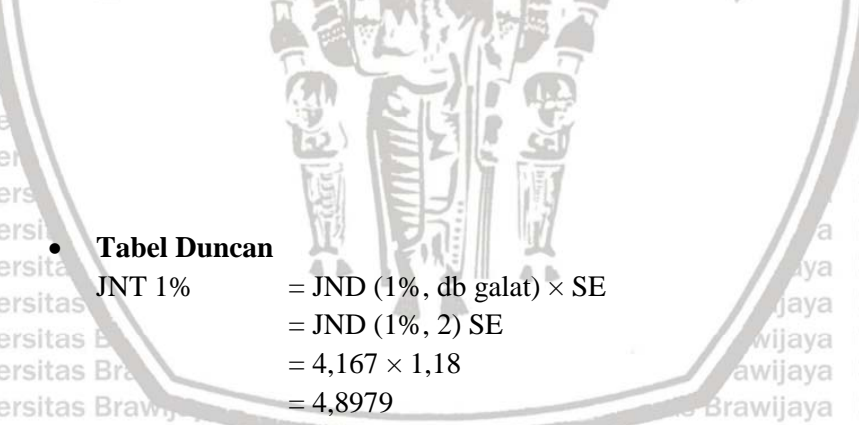 • Tabel Duncan
JNT 1% = JND (1%, db galat) × SE
= JND (1%, 2) SE
= 4,167 × 1,18
= 4,8979